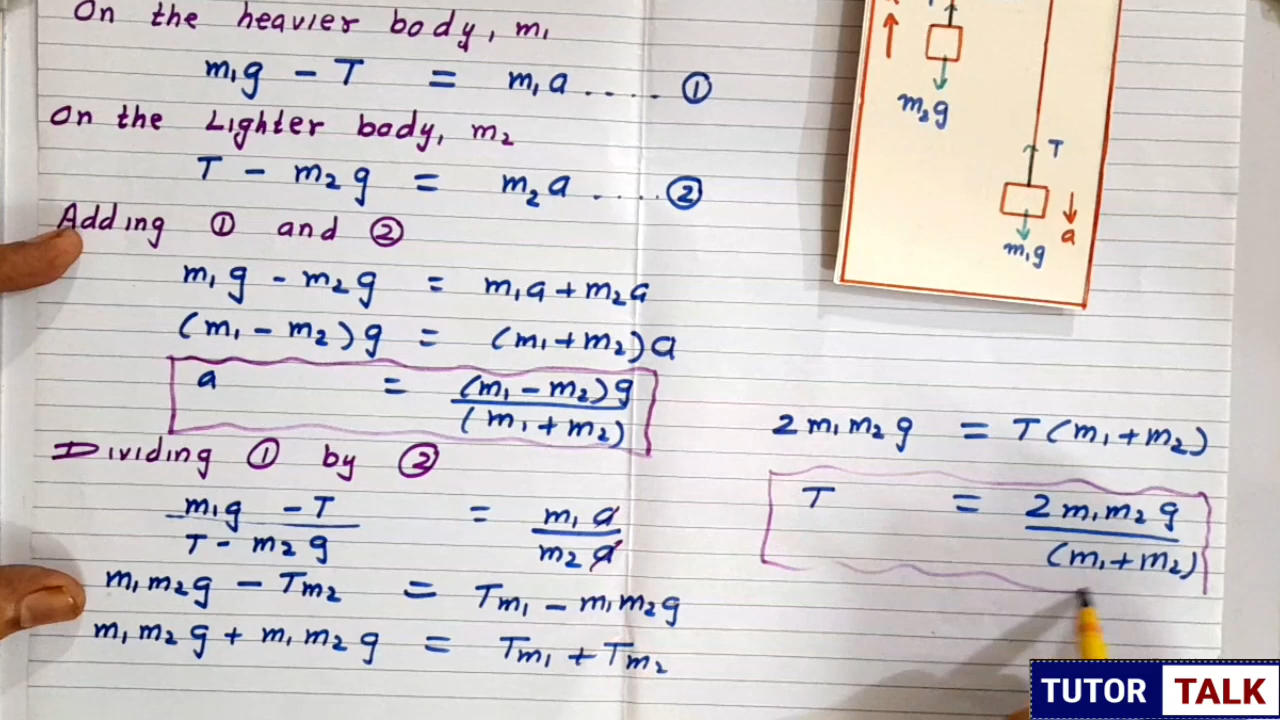 On the heavier body, m₁
m₁g - T = m₁a .... ①
On the Lighter body, m₂
T - m₂g = m₂a .... ②
Adding ① and ②
m₁g - m₂g = m₁a + m₂a
(m₁ - m₂)g = (m₁ + m₂)a
a = (m₁ - m₂)g / (m₁ + m₂)
Dividing ① by ②
m₁g - T / T - m₂g = m₁a / m₂a
m₁m₂g - Tm₂ = Tm₁ - m₁m₂g
m₁m₂g + m₁m₂g = Tm₁ + Tm₂
2m₁m₂g = T(m₁ + m₂)
T = 2m₁m₂g / (m₁ + m₂)
m₂g
T
a
m₁g
TUTOR TALK